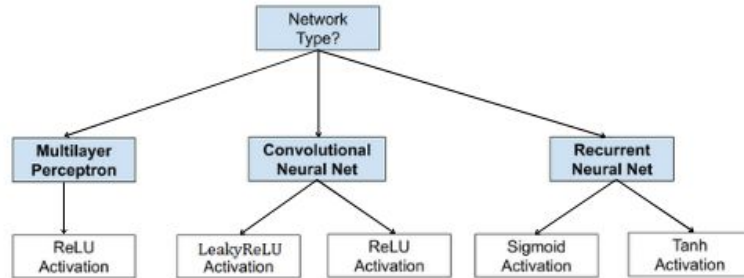 Network
Type?
Multilayer
Perceptron
Convolutional
Neural Net
Recurrent
Neural Net
ReLU
Activation
LeakyReLU
Activation
ReLU
Activation
Sigmoid
Activation
Tanh
Activation